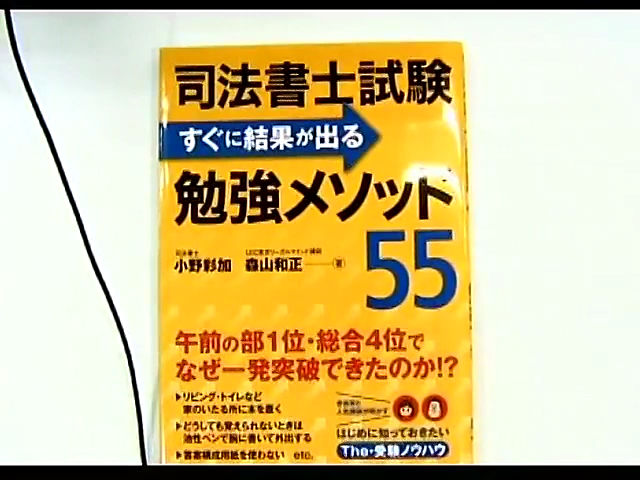 司法書士試験
すぐに結果が出る
勉強メソッド
55
司法書士
小野彩加 森山和正 著
午前の部1位・総合4位で
なぜ一発突破できたのか!?
▶リビング・トイレなど
家のいたる所に本を置く
▶どうしても覚えられないときは
油性ペンで腕に書いて外出する
▶答案構成用紙を使わない etc.
はじめに知っておきたい
The・受験ノウハウ